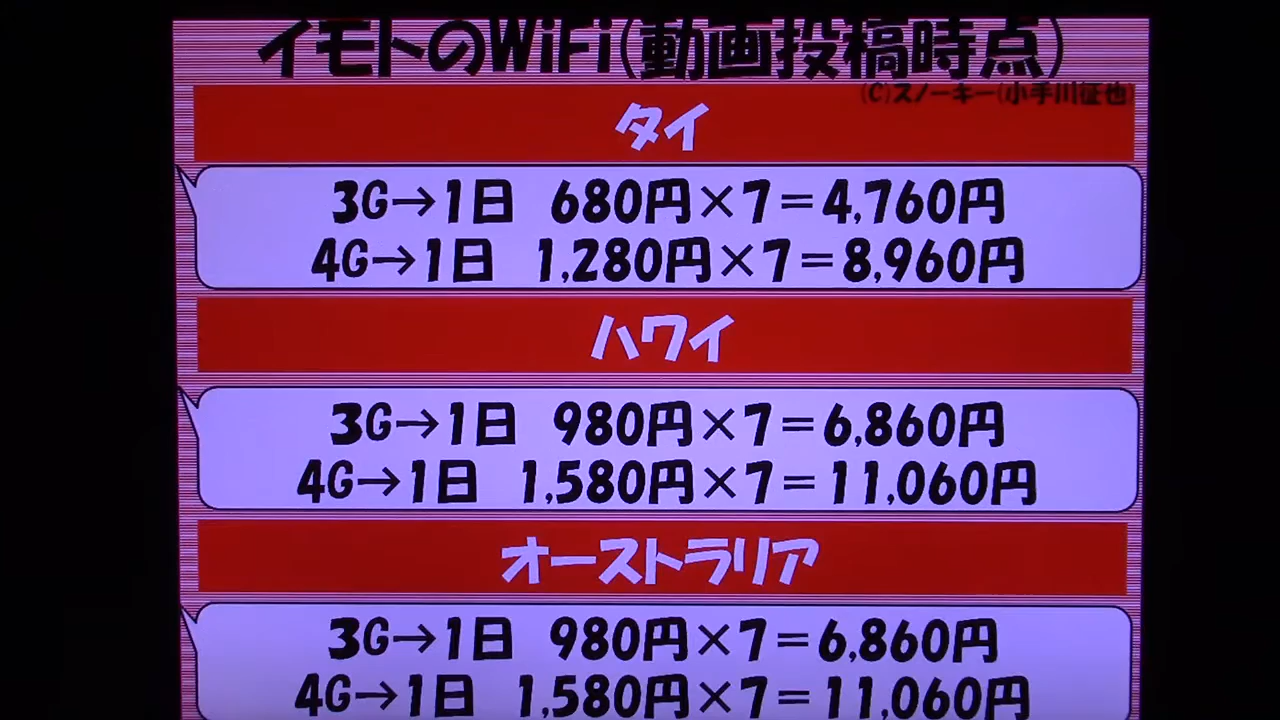 イモトのWiFi(動画投稿時点)
(C)スノーキー(小手川征也)
タイ
3G→1日 680円×7=4,760円
4G→1日 1,280円×7=8,960円
ハワイ
3G→1日 980円×7=6,860円
4G→1日 1,580円×7=11,060円
オーストラリア
3G→1日 980円×7=6,860円
4G→1日 1,580円×7=11,060円